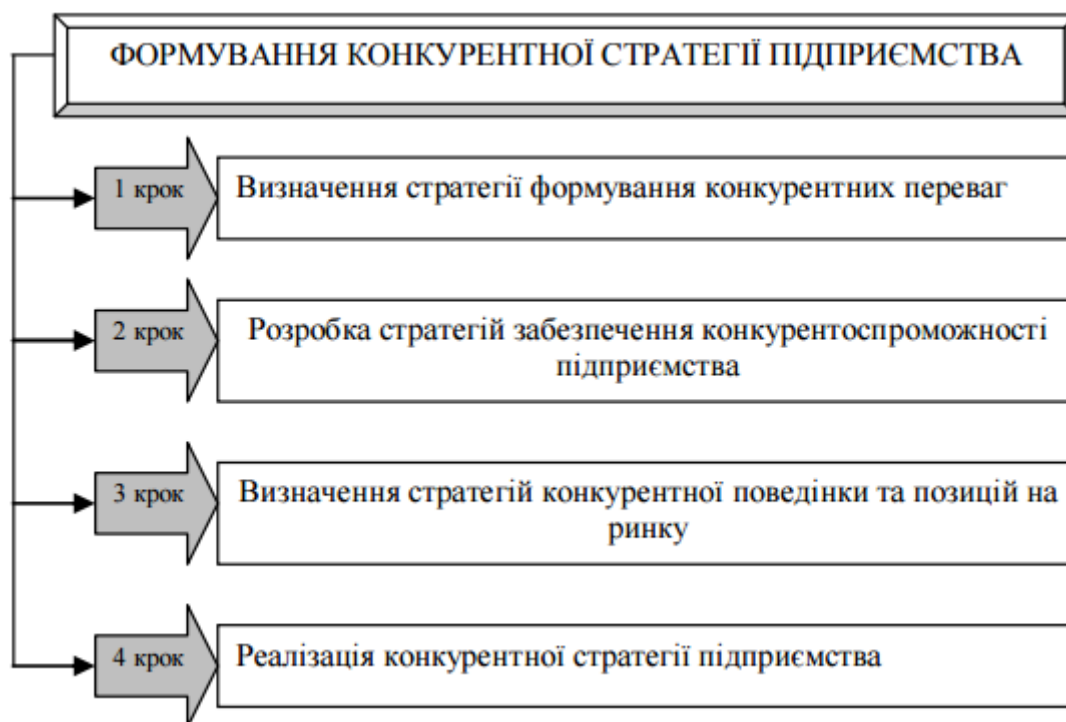 ФОРМУВАННЯ КОНКУРЕНТНОЇ СТРАТЕГІЇ ПІДПРИЄМСТВА
1 крок
Визначення стратегії формування конкурентних переваг
2 крок
Розробка стратегій забезпечення конкурентоспроможності
підприємства
3 крок
Визначення стратегій конкурентної поведінки та позицій на
ринку
4 крок
Реалізація конкурентної стратегії підприємства